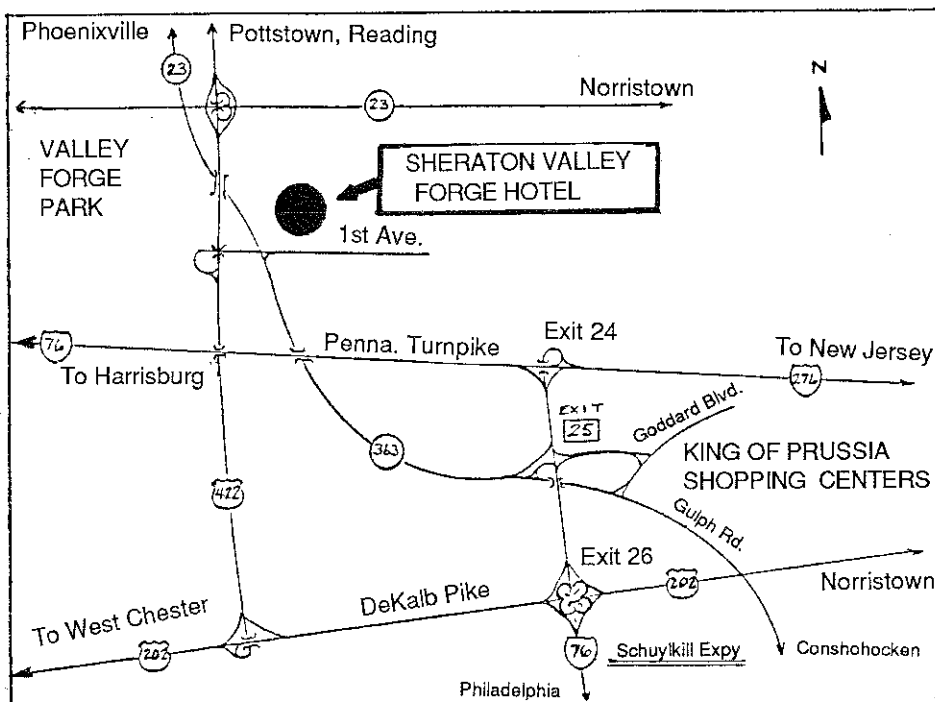 Phoenixville
Pottstown, Reading
23
Norristown
23
N
VALLEY
FORGE
PARK
SHERATON VALLEY
FORGE HOTEL
1st Ave.
76
Penna. Turnpike
Exit 24
To New Jersey
To Harrisburg
276
EXIT
25
Goddard Blvd.
363
KING OF PRUSSIA
SHOPPING CENTERS
422
Gulph Rd.
Exit 26
202
Norristown
DeKalb Pike
To West Chester
202
76
Schuylkill Expy
Conshohocken
Philadelphia